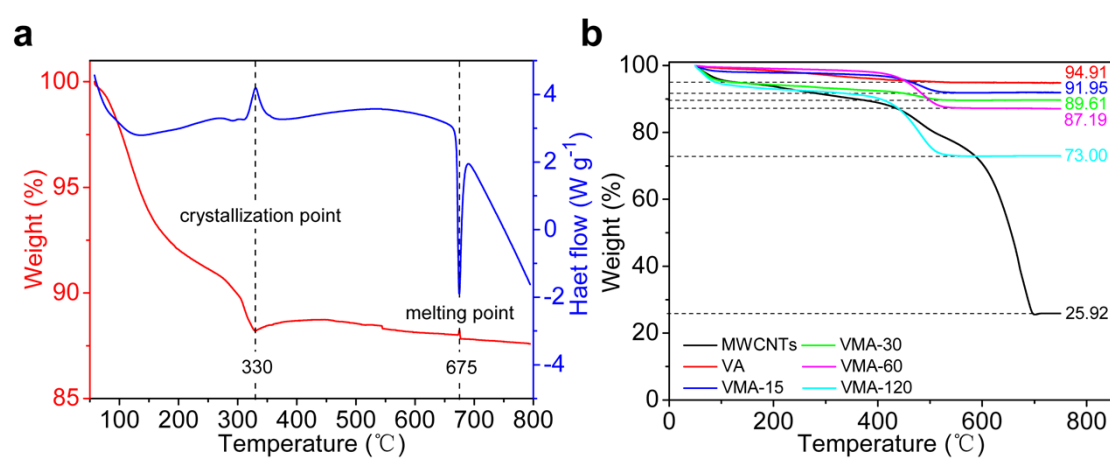 a
100
95
90
85
Weight (%)
100 200 300 400 500 600 700 800
Temperature (℃)
4
2
0
-2
-4
Haet flow (W g-1)
crystallization point
melting point
330
675
b
100
80
60
40
20
0
Weight (%)
0 200 400 600 800
Temperature (℃)
94.91
91.95
89.61
87.19
73.00
25.92
MWCNTs
VA
VMA-15
VMA-30
VMA-60
VMA-120